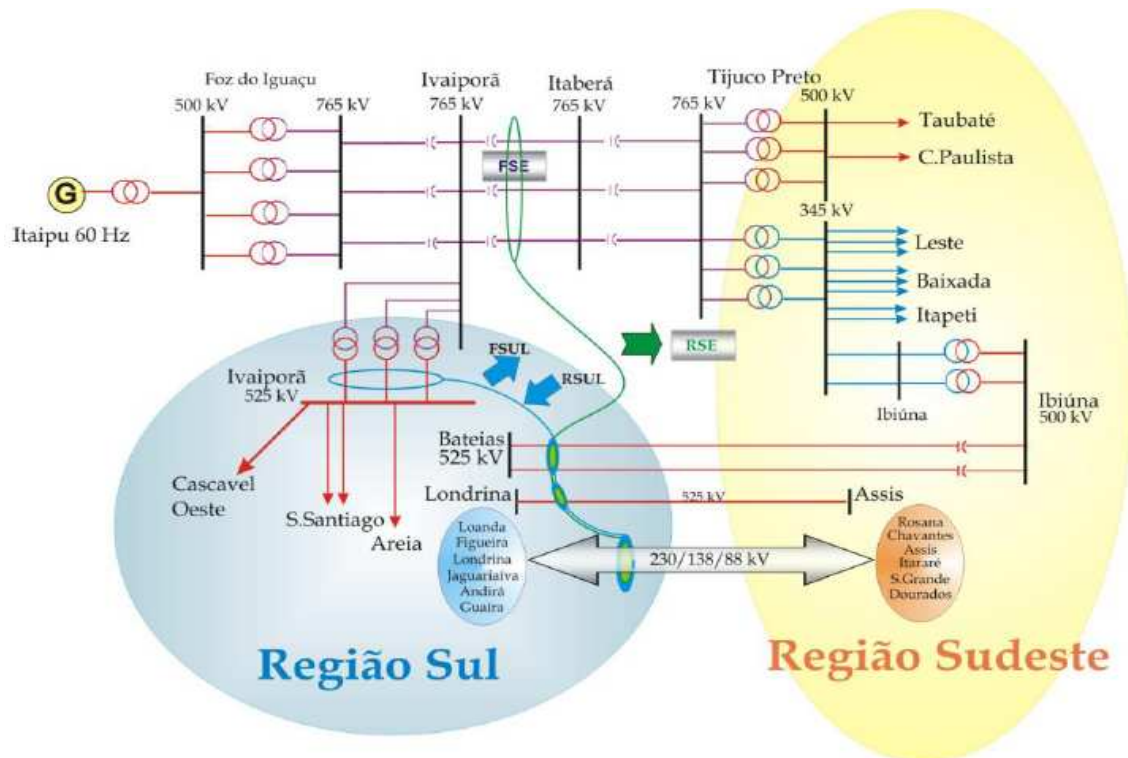 Foz do Iguaçu
500 kV
765 kV
Ivaiporã
765 kV
Itaberá
765 kV
Tijuco Preto
765 kV
500 kV
Taubaté
C.Paulista
FSE
G
Itaipu 60 Hz
345 kV
Leste
Baixada
Itapeti
RSE
FSUL
RSUL
Ivaiporã
525 kV
Ibiúna
Ibiúna
500 kV
Bateias
525 kV
Cascavel
Oeste
S.Santiago
Areia
Londrina
525 kV
Assis
Loanda
Figueira
Londrina
Jaguariaiva
Andirá
Guaira
230/138/88 kV
Rosana
Chavantes
Assis
Itararé
S.Grande
Dourados
Região Sul
Região Sudeste